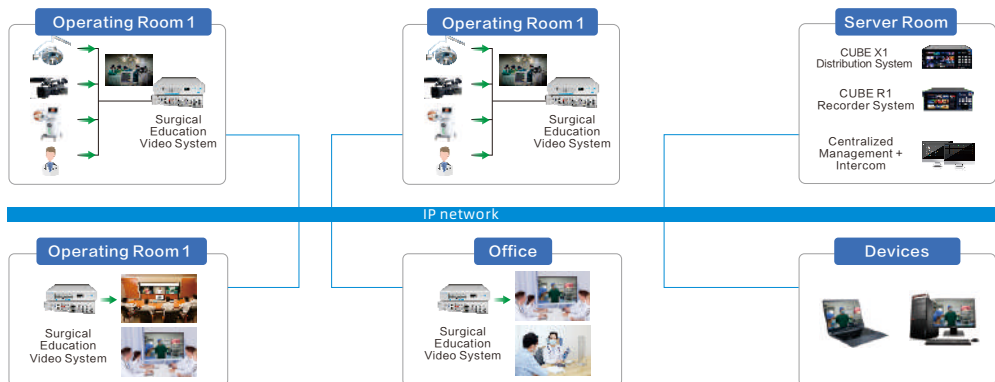 Operating Room 1
Surgical
Education
Video System
Operating Room 1
Surgical
Education
Video System
Server Room
CUBE X1
Distribution System
CUBE R1
Recorder System
Centralized
Management +
Intercom
IP network
Operating Room 1
Surgical Education
Video System
Office
Surgical Education
Video System
Devices